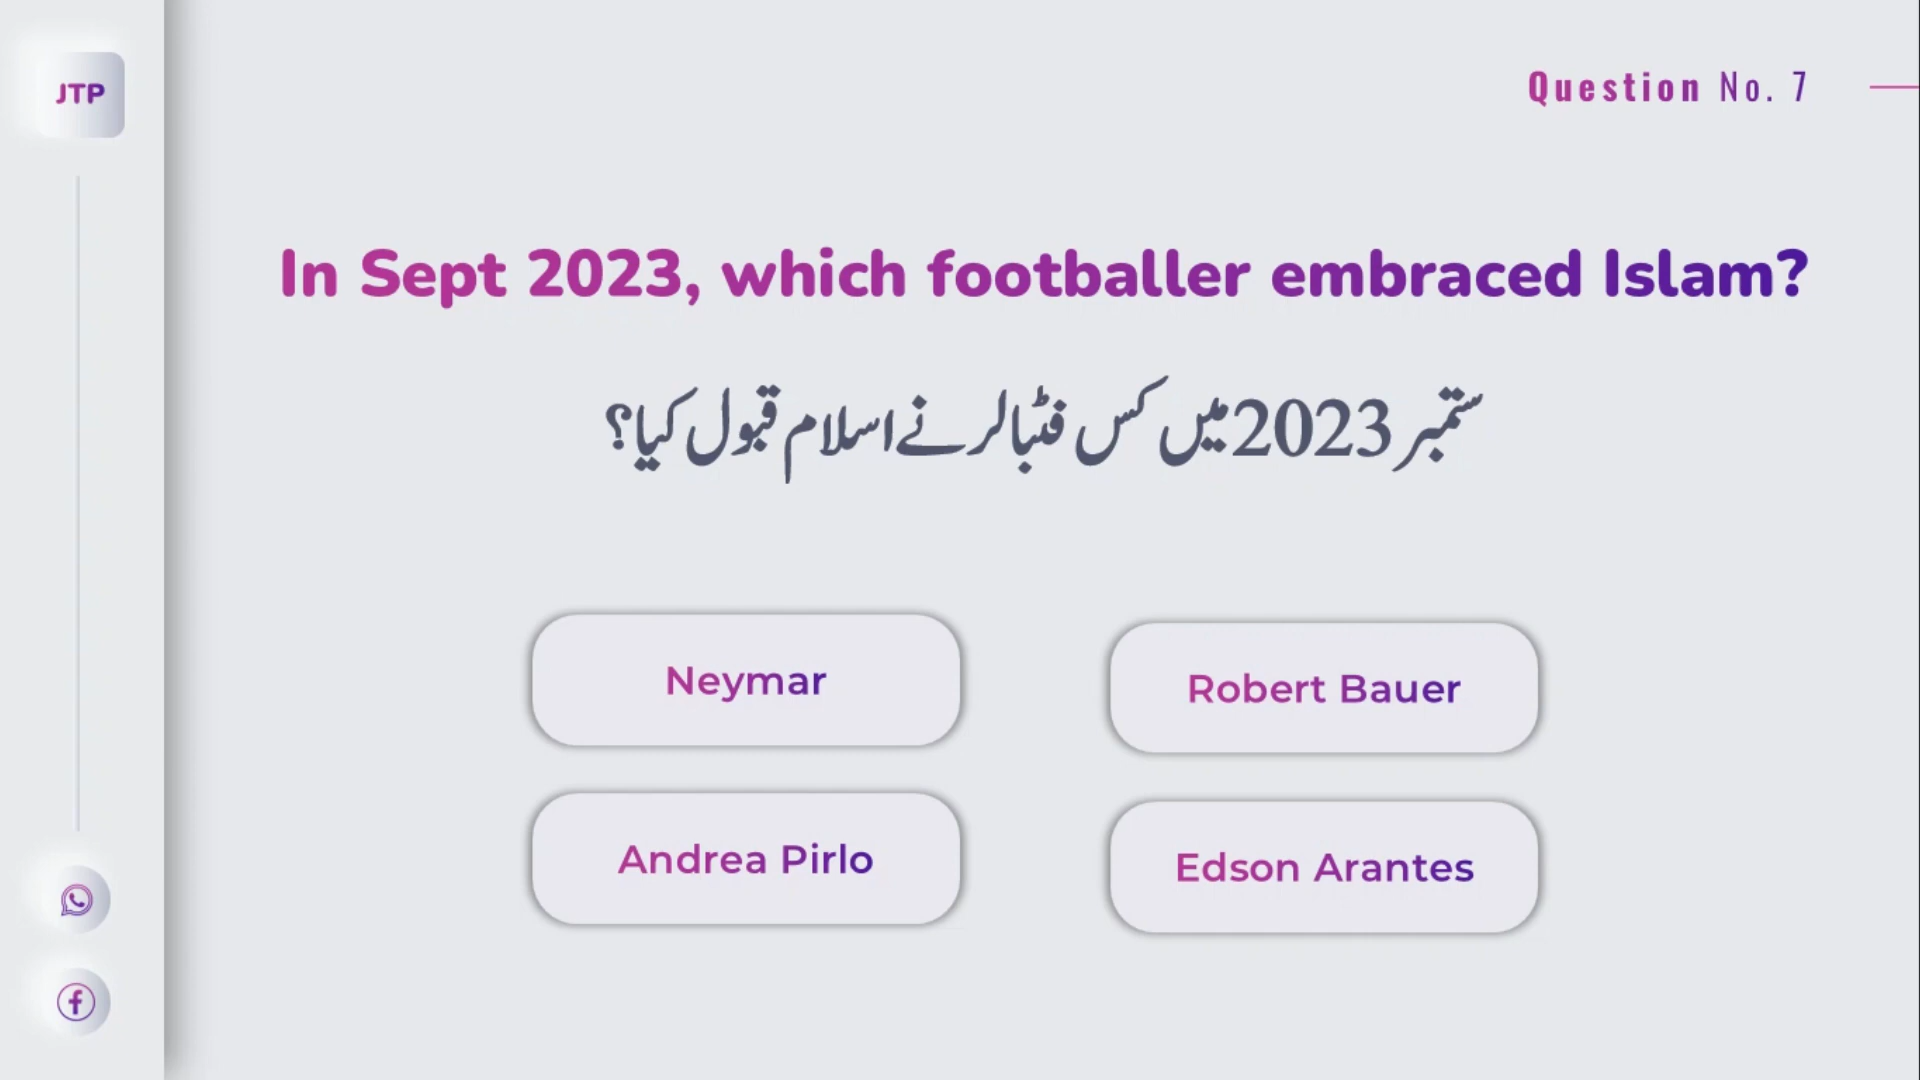 JTP
Question No. 7
In Sept 2023, which footballer embraced Islam?
ستمبر 2023 میں کس فٹبالر نے اسلام قبول کیا؟
Neymar
Robert Bauer
Andrea Pirlo
Edson Arantes